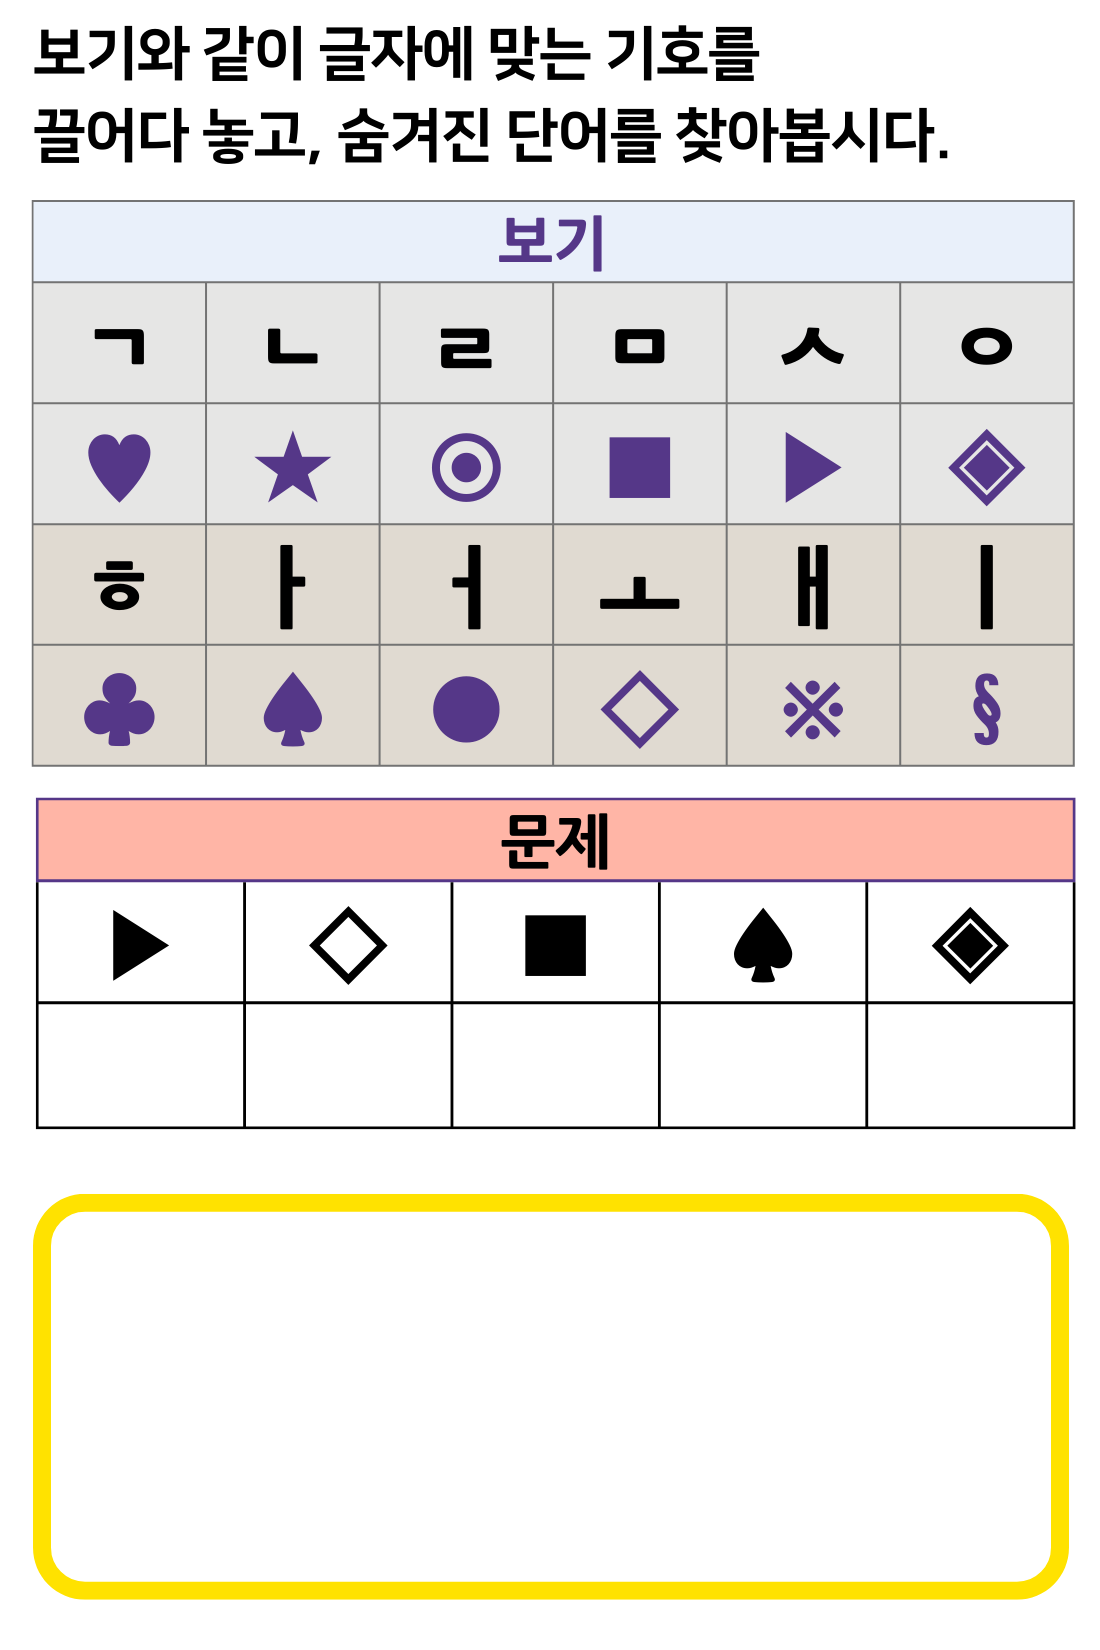 보기와 같이 글자에 맞는 기호를
끌어다 놓고, 숨겨진 단어를 찾아봅시다.
보기
ㄱ ㄴ ㄹ ㅁ ㅅ ㅇ
♥ ★ ◎ ■ ▶ ◈
ㅎ ㅏ ㅓ ㅗ ㅐ ㅣ
♣ ♠ ● ◇ ※ §
문제
▶ ◇ ■ ♠ ◈